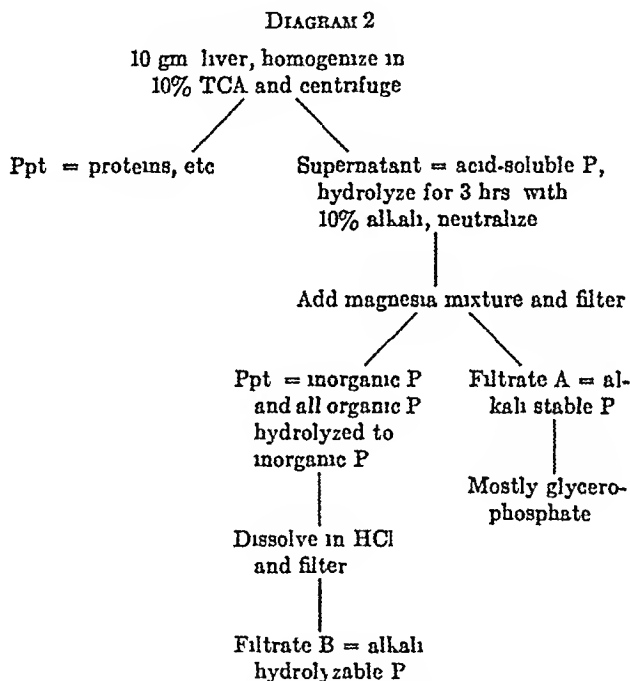 DIAGRAM 2
10 gm liver, homogenize in
10% TCA and centrifuge
Ppt = proteins, etc
Supernatant = acid-soluble P,
hydrolyze for 3 hrs with
10% alkali, neutralize
Add magnesia mixture and filter
Ppt = inorganic P
and all organic P
hydrolyzed to
inorganic P
Filtrate A = al-
kali stable P
Mostly glycero-
phosphate
Dissolve in HCl
and filter
Filtrate B = alkali
hydrolyzable P